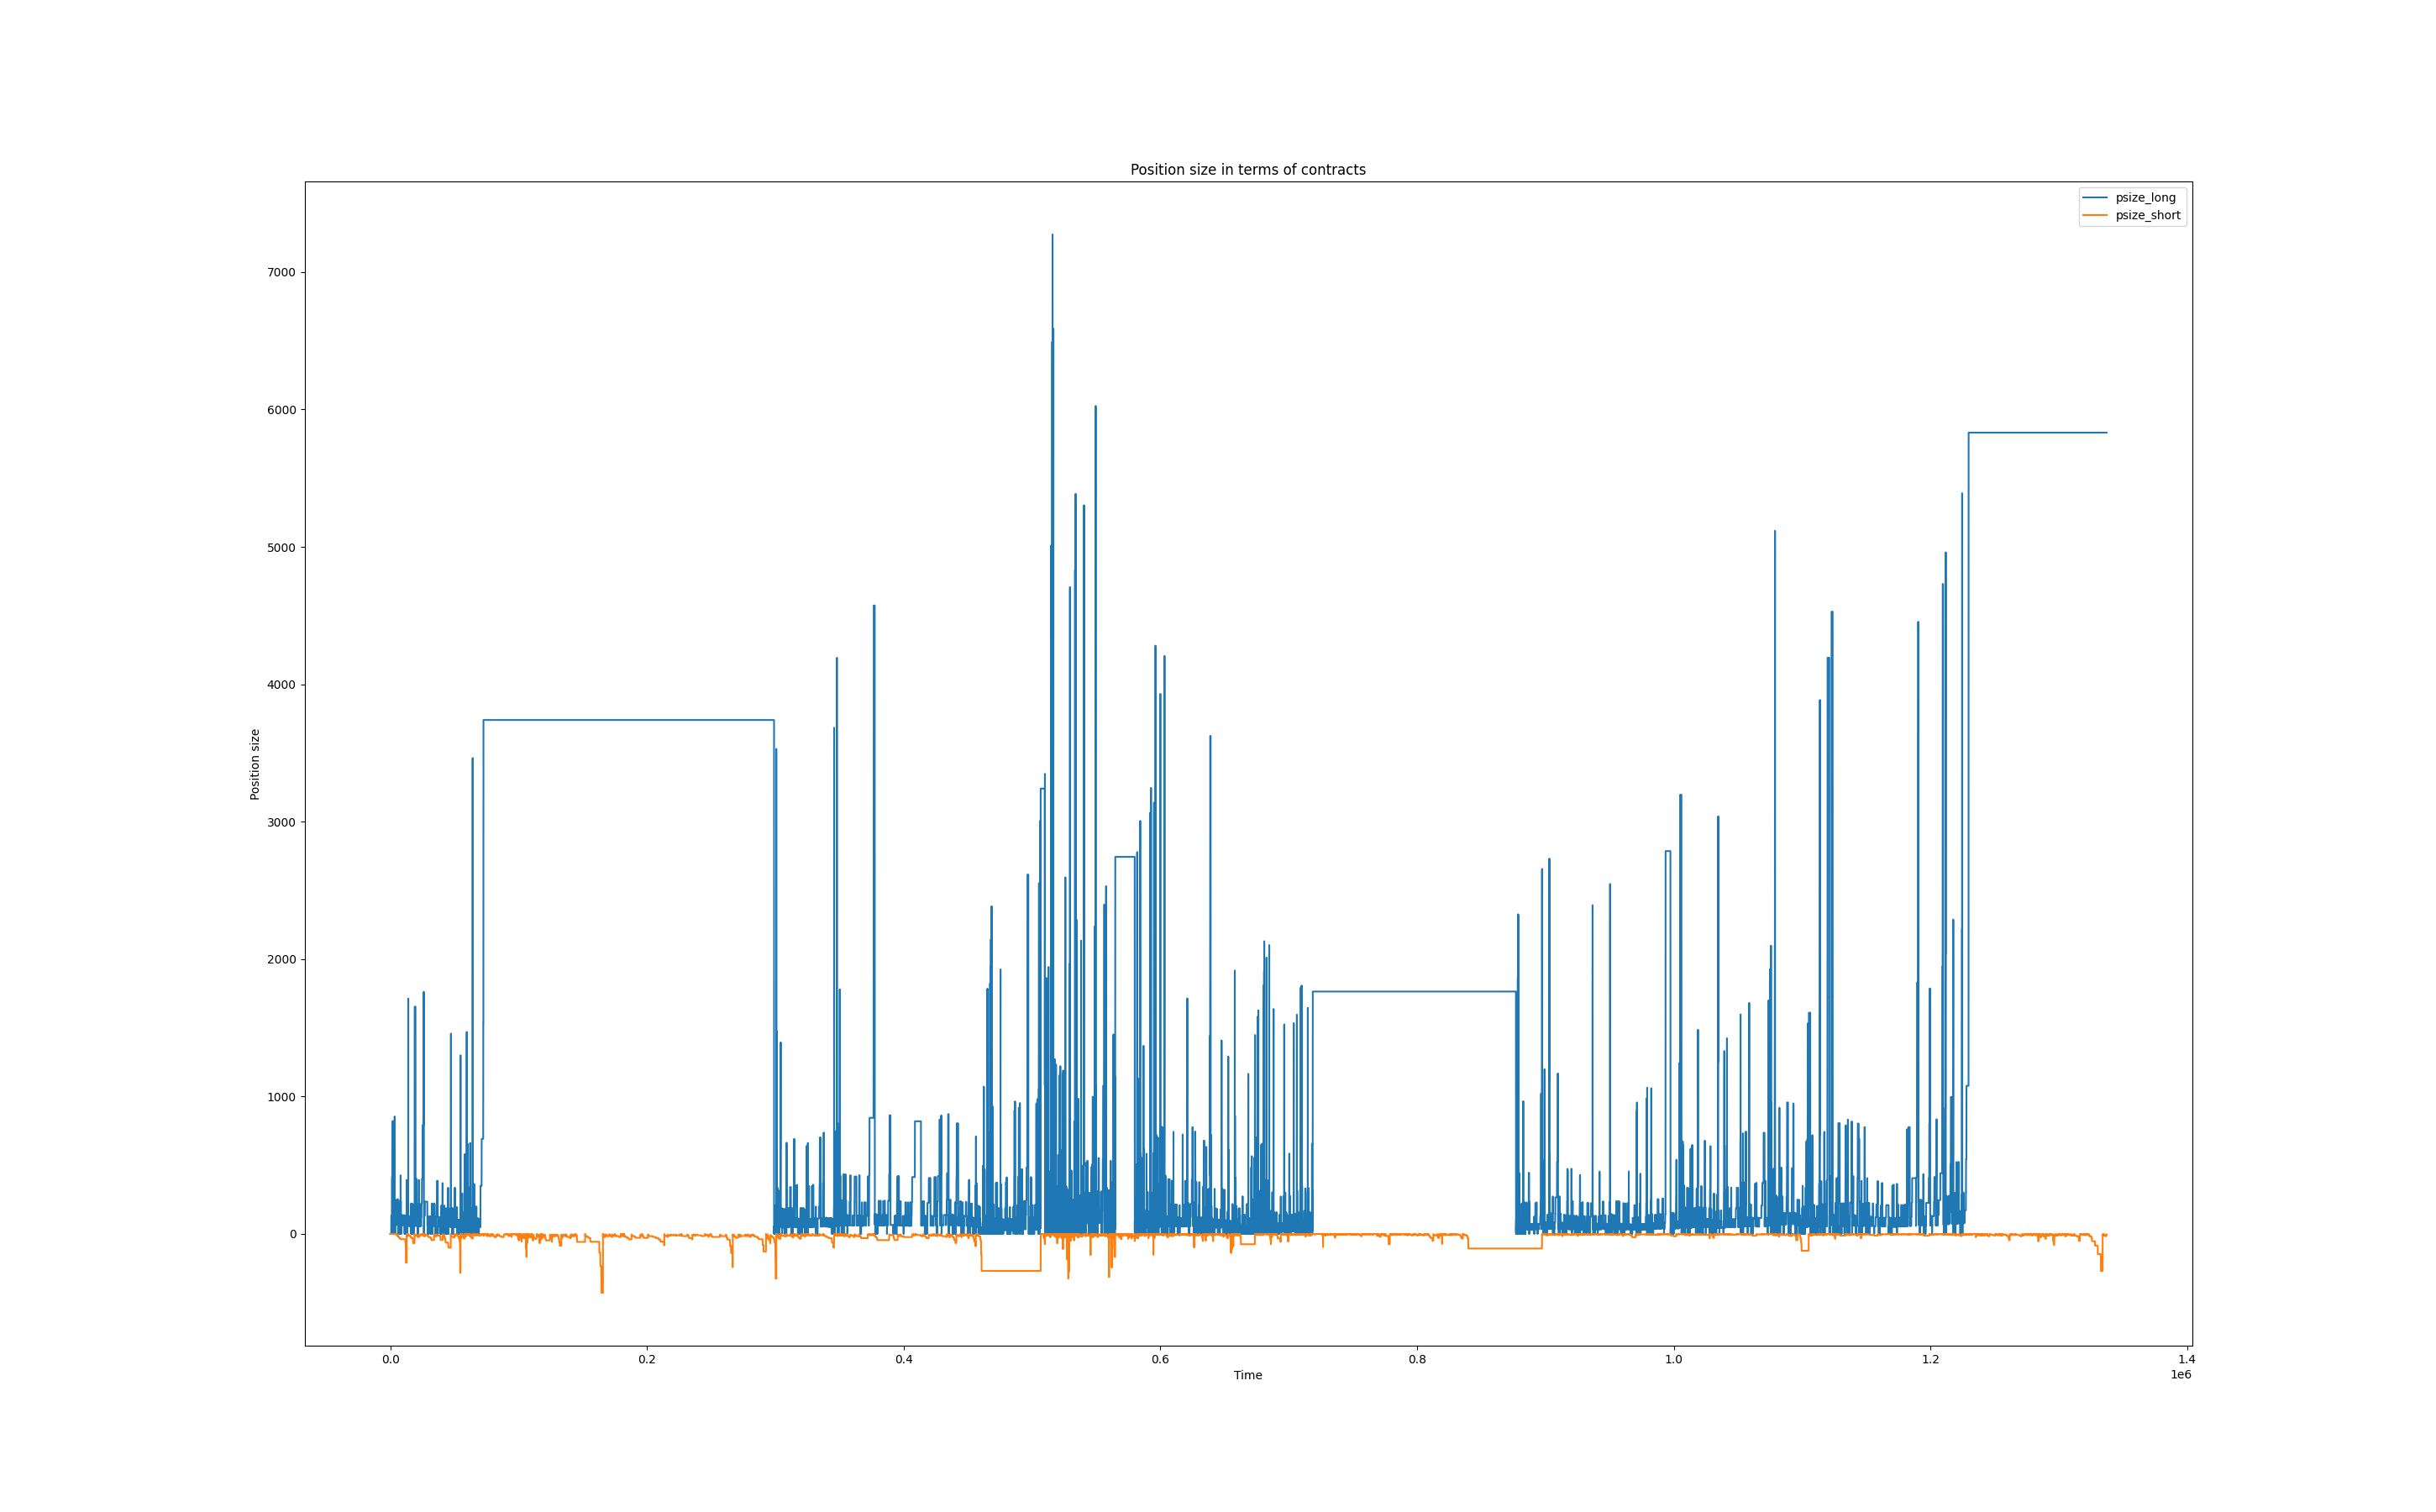 Position size in terms of contracts
psize_long
psize_short
7000
6000
5000
4000
3000
2000
1000
0
Position size
0.0 0.2 0.4 0.6 0.8 1.0 1.2 1.4
Time
1e6